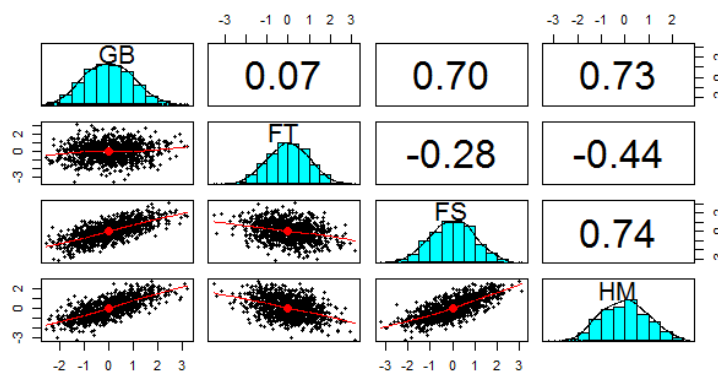 -3 -1 0 1 2 3 -3 -1 0 1 2
GB 0.07 0.70 0.73
2 0 -3 FT -0.28 -0.44
FS 0.74
2 0 -3 HM
-2 -1 0 1 2 3 -3 -1 0 1 2 3